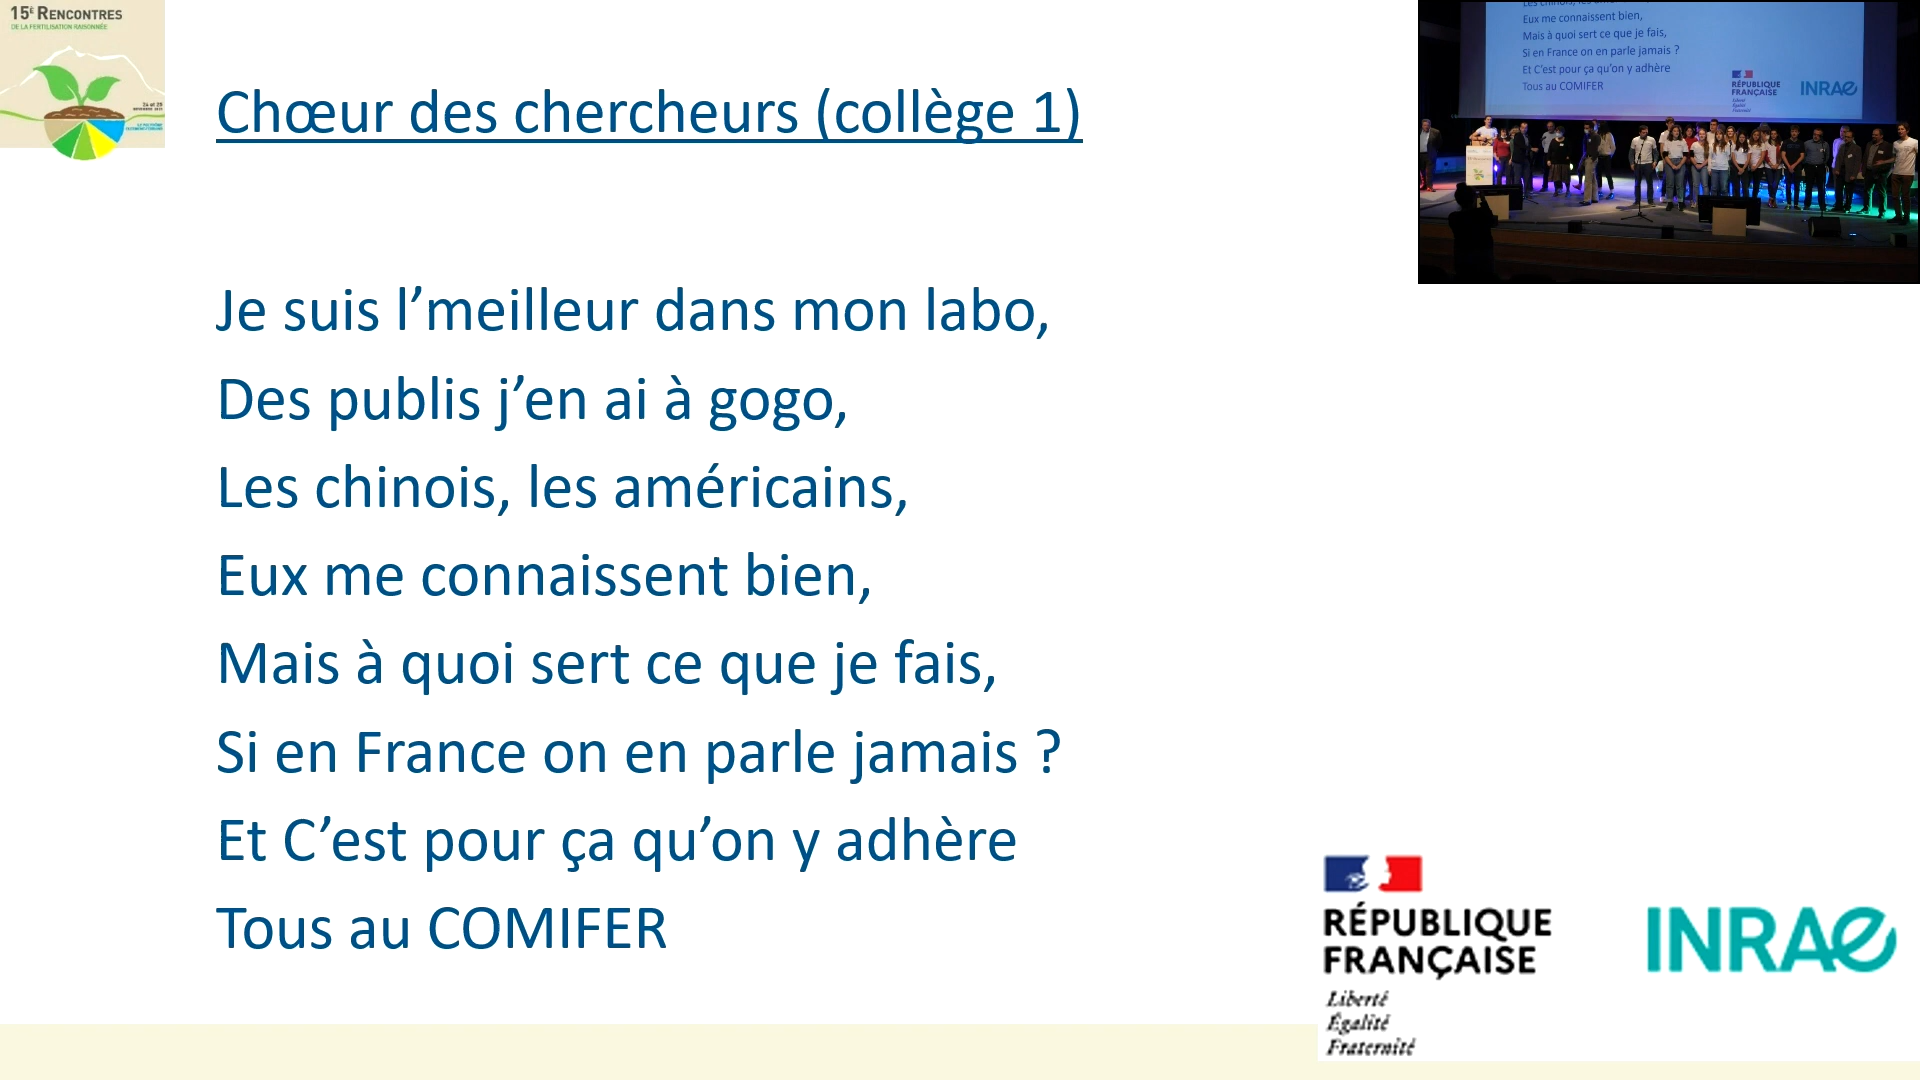 15e RENCONTRES
DE LA FERTILISATION RAISONNÉE
Chœur des chercheurs (collège 1)
Je suis l’meilleur dans mon labo,
Des publis j’en ai à gogo,
Les chinois, les américains,
Eux me connaissent bien,
Mais à quoi sert ce que je fais,
Si en France on en parle jamais ?
Et C’est pour ça qu’on y adhère
Tous au COMIFER
RÉPUBLIQUE
FRANÇAISE
Liberté
Égalité
Fraternité
INRAE
Eux me connaissent bien,
Mais à quoi sert ce que je fais,
Si en France on en parle jamais ?
Et C’est pour ça qu’on y adhère
Tous au COMIFER
RÉPUBLIQUE
FRANÇAISE
INRAE